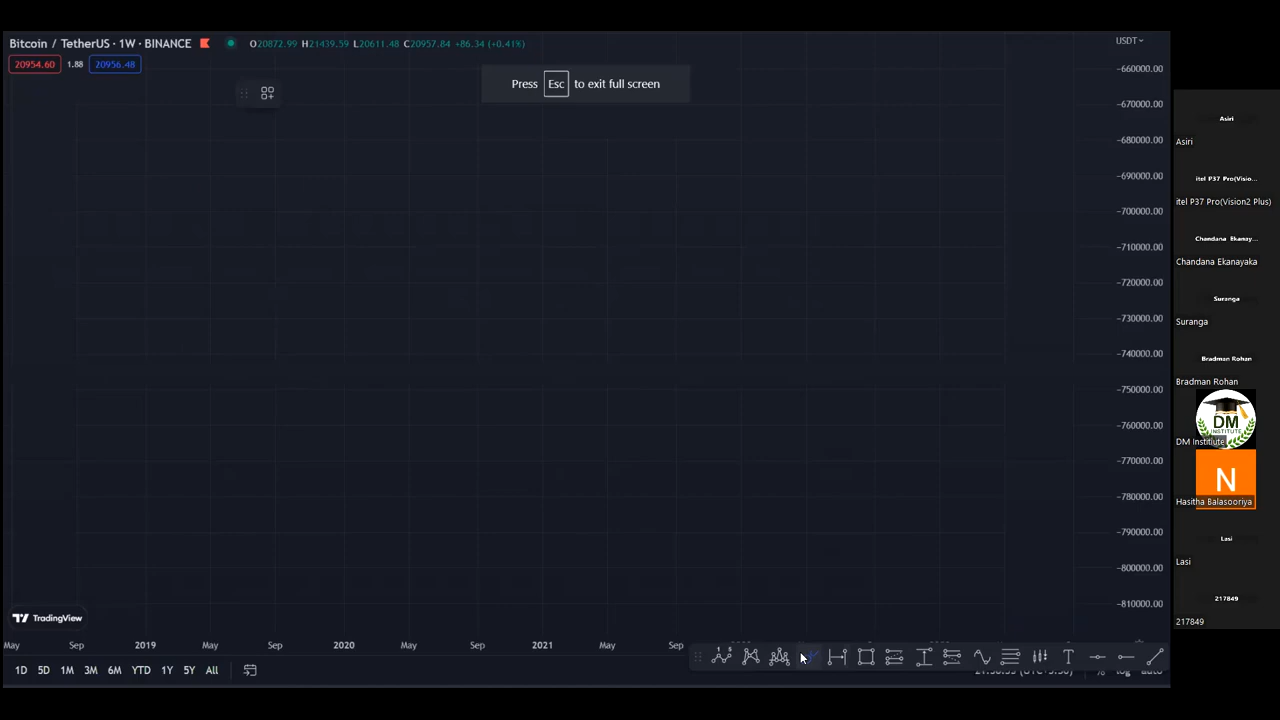 Bitcoin / TetherUS · 1W · BINANCE
O20872.99 H21439.59 L20611.48 C20957.84 +86.34 (+0.41%)
20954.60 1.88 20956.48
Press Esc to exit full screen
USDT
-660000.00
-670000.00
-680000.00
-690000.00
-700000.00
-710000.00
-720000.00
-730000.00
-740000.00
-750000.00
-760000.00
-770000.00
-780000.00
-790000.00
-800000.00
-810000.00
TradingView
May Sep 2019 May Sep 2020 May Sep 2021 May Sep
1D 5D 1M 3M 6M YTD 1Y 5Y All
% log auto
Asiri
Asiri
itel P37 Pro(Visio...
itel P37 Pro(Vision2 Plus)
Chandana Ekanay...
Chandana Ekanayaka
Suranga
Suranga
Bradman Rohan
Bradman Rohan
DM
INSTITUTE
DM Institute
N
Hasitha Balasooriya
Lasi
Lasi
217849
217849